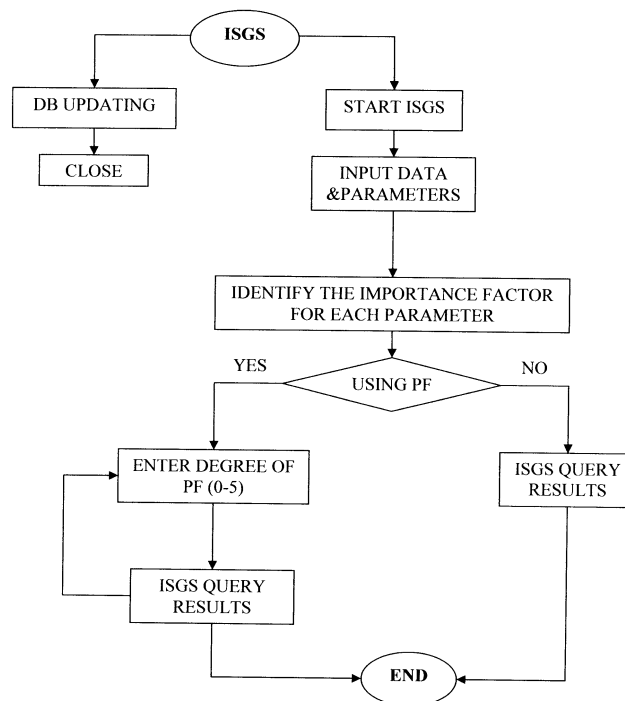 ISGS
DB UPDATING
START ISGS
CLOSE
INPUT DATA
&PARAMETERS
IDENTIFY THE IMPORTANCE FACTOR
FOR EACH PARAMETER
YES
USING PF
NO
ENTER DEGREE OF
PF (0-5)
ISGS QUERY
RESULTS
ISGS QUERY
RESULTS
END